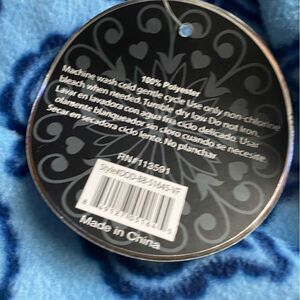 100% Polyester
Machine wash cold gentle cycle Use only non-chlorine
bleach when needed. Tumble dry low Do not Iron.
Lavar en lavadora con agua fria ciclo delicado. Usar
olamente blanqueador sin cloro cuando se necesite.
Secar en secadora ciclo lento. No planchar.
RN#113591
Made in China